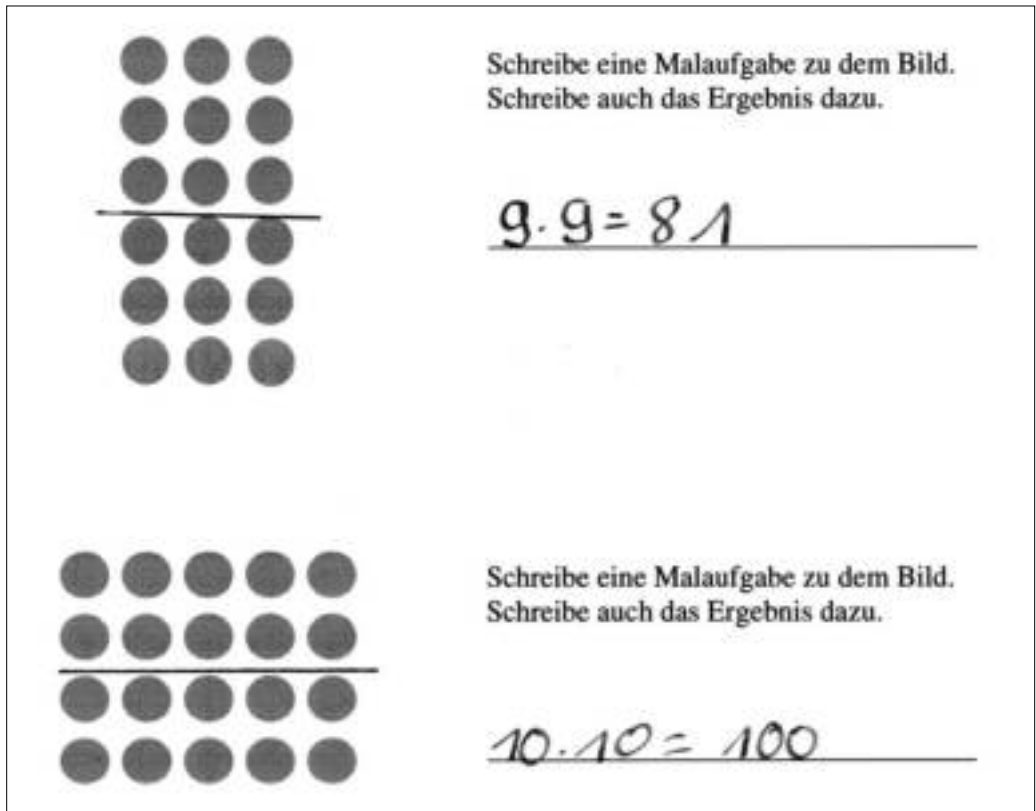 Schreibe eine Malaufgabe zu dem Bild.
Schreibe auch das Ergebnis dazu.
9·9=81
Schreibe eine Malaufgabe zu dem Bild.
Schreibe auch das Ergebnis dazu.
10·10=100